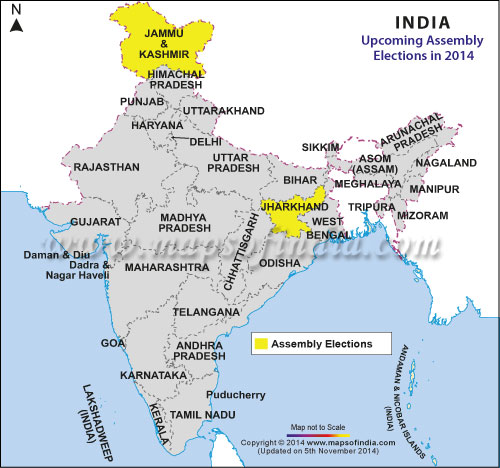 N
INDIA
Upcoming Assembly
Elections in 2014
JAMMU
&
KASHMIR
HIMACHAL
PRADESH
PUNJAB
UTTARAKHAND
HARYANA
DELHI
ARUNACHAL
PRADESH
SIKKIM
ASOM
(ASSAM)
NAGALAND
RAJASTHAN
UTTAR
PRADESH
BIHAR
MEGHALAYA
MANIPUR
JHARKHAND
TRIPURA
MIZORAM
GUJARAT
MADHYA
PRADESH
WEST
BENGAL
CHHATTISGARH
www.mapsofindia.com
Daman & Diu
Dadra &
Nagar Haveli
MAHARASHTRA
ODISHA
TELANGANA
Assembly Elections
GOA
ANDHRA
PRADESH
KARNATAKA
Puducherry
LAKSHADWEEP
(INDIA)
KERALA
TAMIL NADU
ANDAMAN & NICOBAR ISLANDS
(INDIA)
Map not to Scale
Copyright © 2014 www.mapsofindia.com
(Updated on 5th November 2014)